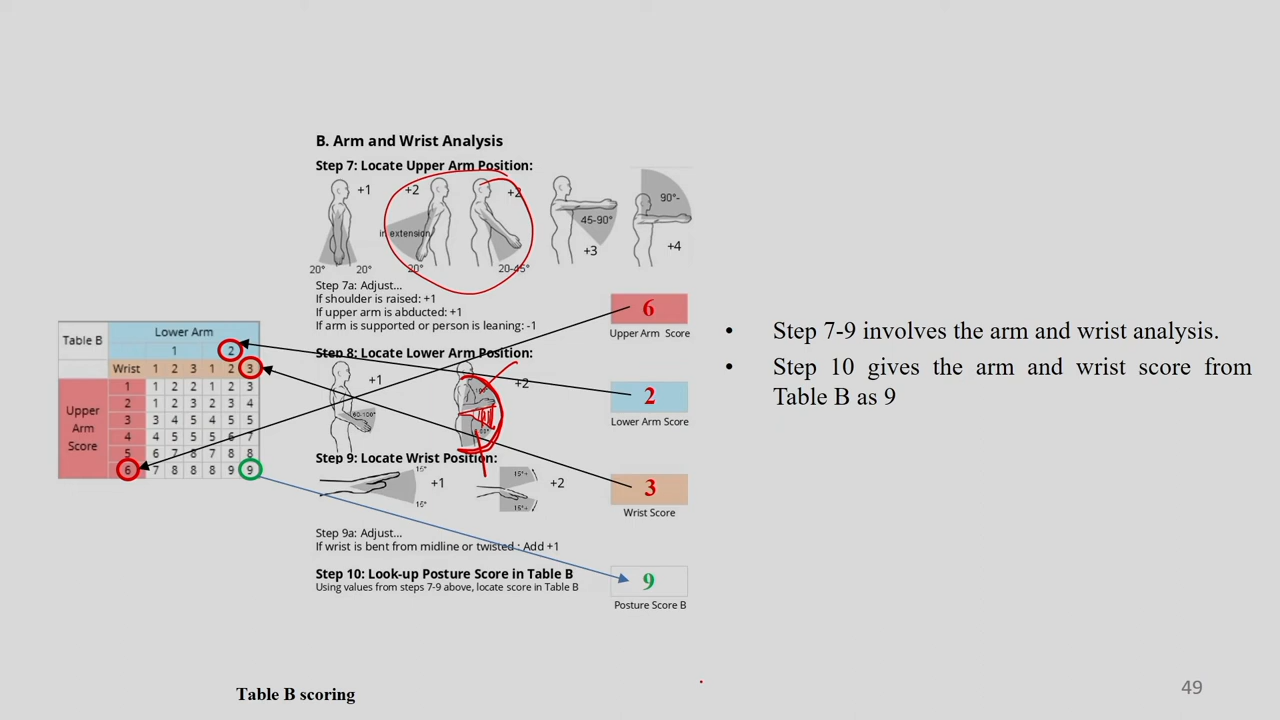 B. Arm and Wrist Analysis
Step 7: Locate Upper Arm Position:
+1
+2
+2
in extension
20°
20°
20°
20-45°
45-90°
+3
90°-
+4
Step 7a: Adjust...
If shoulder is raised: +1
If upper arm is abducted: +1
If arm is supported or person is leaning: -1
6
Upper Arm Score
Step 8: Locate Lower Arm Position:
+1
60-100°
+2
2
Lower Arm Score
Step 9: Locate Wrist Position:
15°
+1
15°
15°+
+2
15°+
3
Wrist Score
Step 9a: Adjust...
If wrist is bent from midline or twisted : Add +1
Step 10: Look-up Posture Score in Table B
Using values from steps 7-9 above, locate score in Table B
9
Posture Score B
Table B
Lower Arm
1 2
Wrist 1 2 3 1 2 3
Upper Arm Score
1 1 2 2 1 2 3
2 1 2 3 2 3 4
3 3 4 5 4 5 5
4 4 5 5 5 6 7
5 6 7 8 7 8 8
6 7 8 8 8 9 9
• Step 7-9 involves the arm and wrist analysis.
• Step 10 gives the arm and wrist score from
Table B as 9
Table B scoring
49